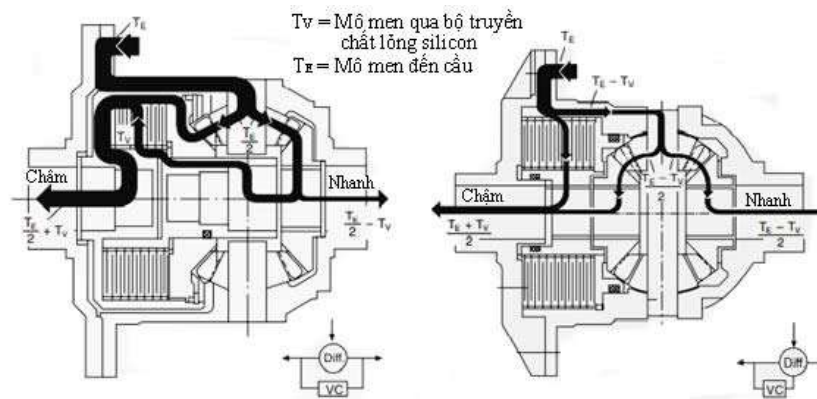 Tv = Mô men qua bộ truyền
chất lõng silicon
TE = Mô men đến cầu
TE
TV
TE
2
Chấm
Nhanh
TE
2 + TV
TE
2 − TV
Diff
VC
TE
TE − TV
TE − TV
2
Chậm
Nhanh
TE + TV
2
TE − TV
2
Diff
VC